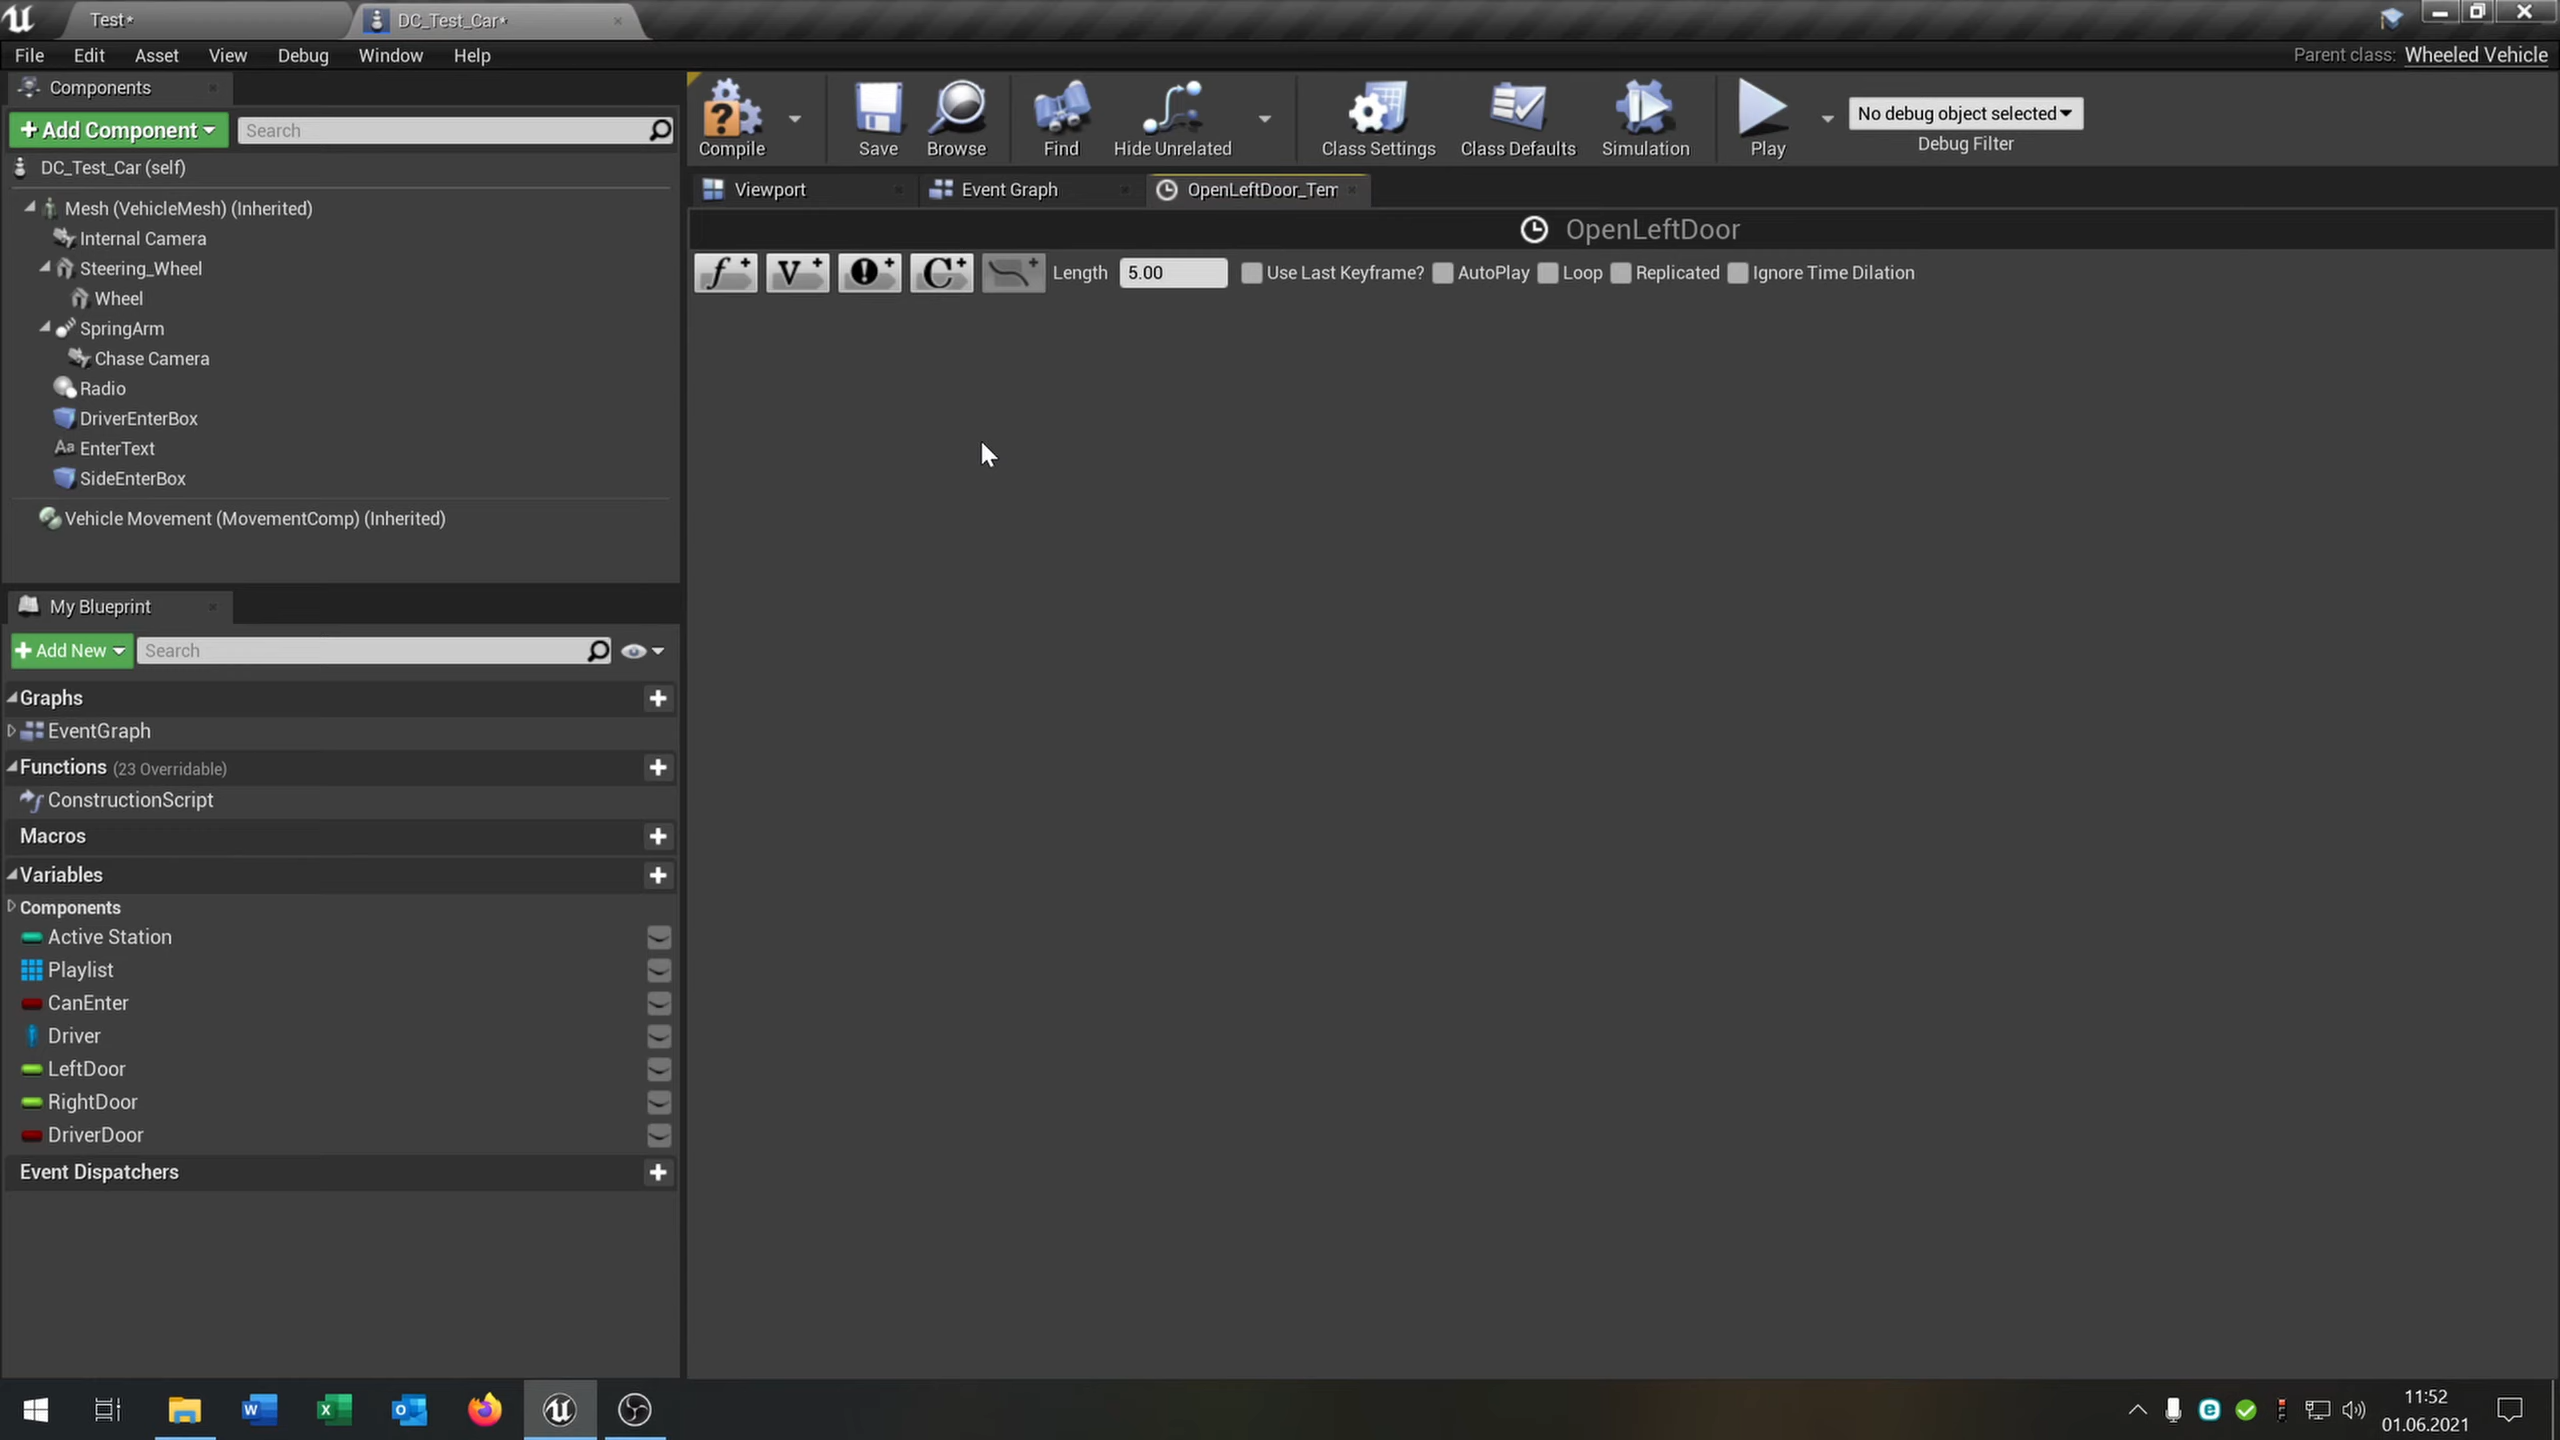 Test*
DC_Test_Car*
File Edit Asset View Debug Window Help
Parent class: Wheeled Vehicle
Components
+ Add Component
Search
DC_Test_Car (self)
Mesh (VehicleMesh) (Inherited)
Internal Camera
Steering_Wheel
Wheel
SpringArm
Chase Camera
Radio
DriverEnterBox
Aa EnterText
SideEnterBox
Vehicle Movement (MovementComp) (Inherited)
Compile Save Browse Find Hide Unrelated Class Settings Class Defaults Simulation Play
No debug object selected
Debug Filter
Viewport
Event Graph
OpenLeftDoor_Tem
OpenLeftDoor
f+ V+ !+ C+
Length 5.00 Use Last Keyframe? AutoPlay Loop Replicated Ignore Time Dilation
My Blueprint
+ Add New
Search
Graphs
EventGraph
Functions (23 Overridable)
ConstructionScript
Macros
Variables
Components
Active Station
Playlist
CanEnter
Driver
LeftDoor
RightDoor
DriverDoor
Event Dispatchers
11:52
01.06.2021